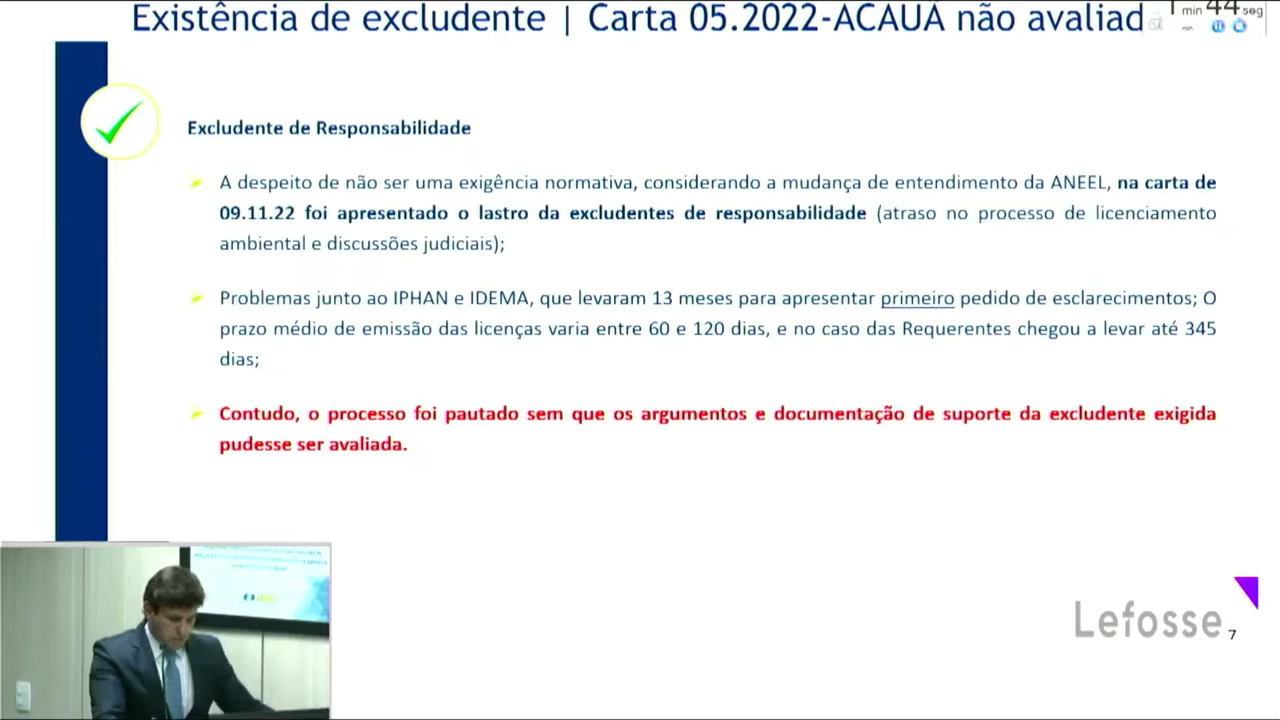 Existência de excludente | Carta 05.2022-ACAUÃ não avaliad
1 min 44 seg
Excludente de Responsabilidade
A despeito de não ser uma exigência normativa, considerando a mudança de entendimento da ANEEL, na carta de
09.11.22 foi apresentado o lastro da excludentes de responsabilidade (atraso no processo de licenciamento
ambiental e discussões judiciais);
Problemas junto ao IPHAN e IDEMA, que levaram 13 meses para apresentar primeiro pedido de esclarecimentos; O
prazo médio de emissão das licenças varia entre 60 e 120 dias, e no caso das Requerentes chegou a levar até 345
dias;
Contudo, o processo foi pautado sem que os argumentos e documentação de suporte da excludente exigida
pudesse ser avaliada.
Lefosse
7